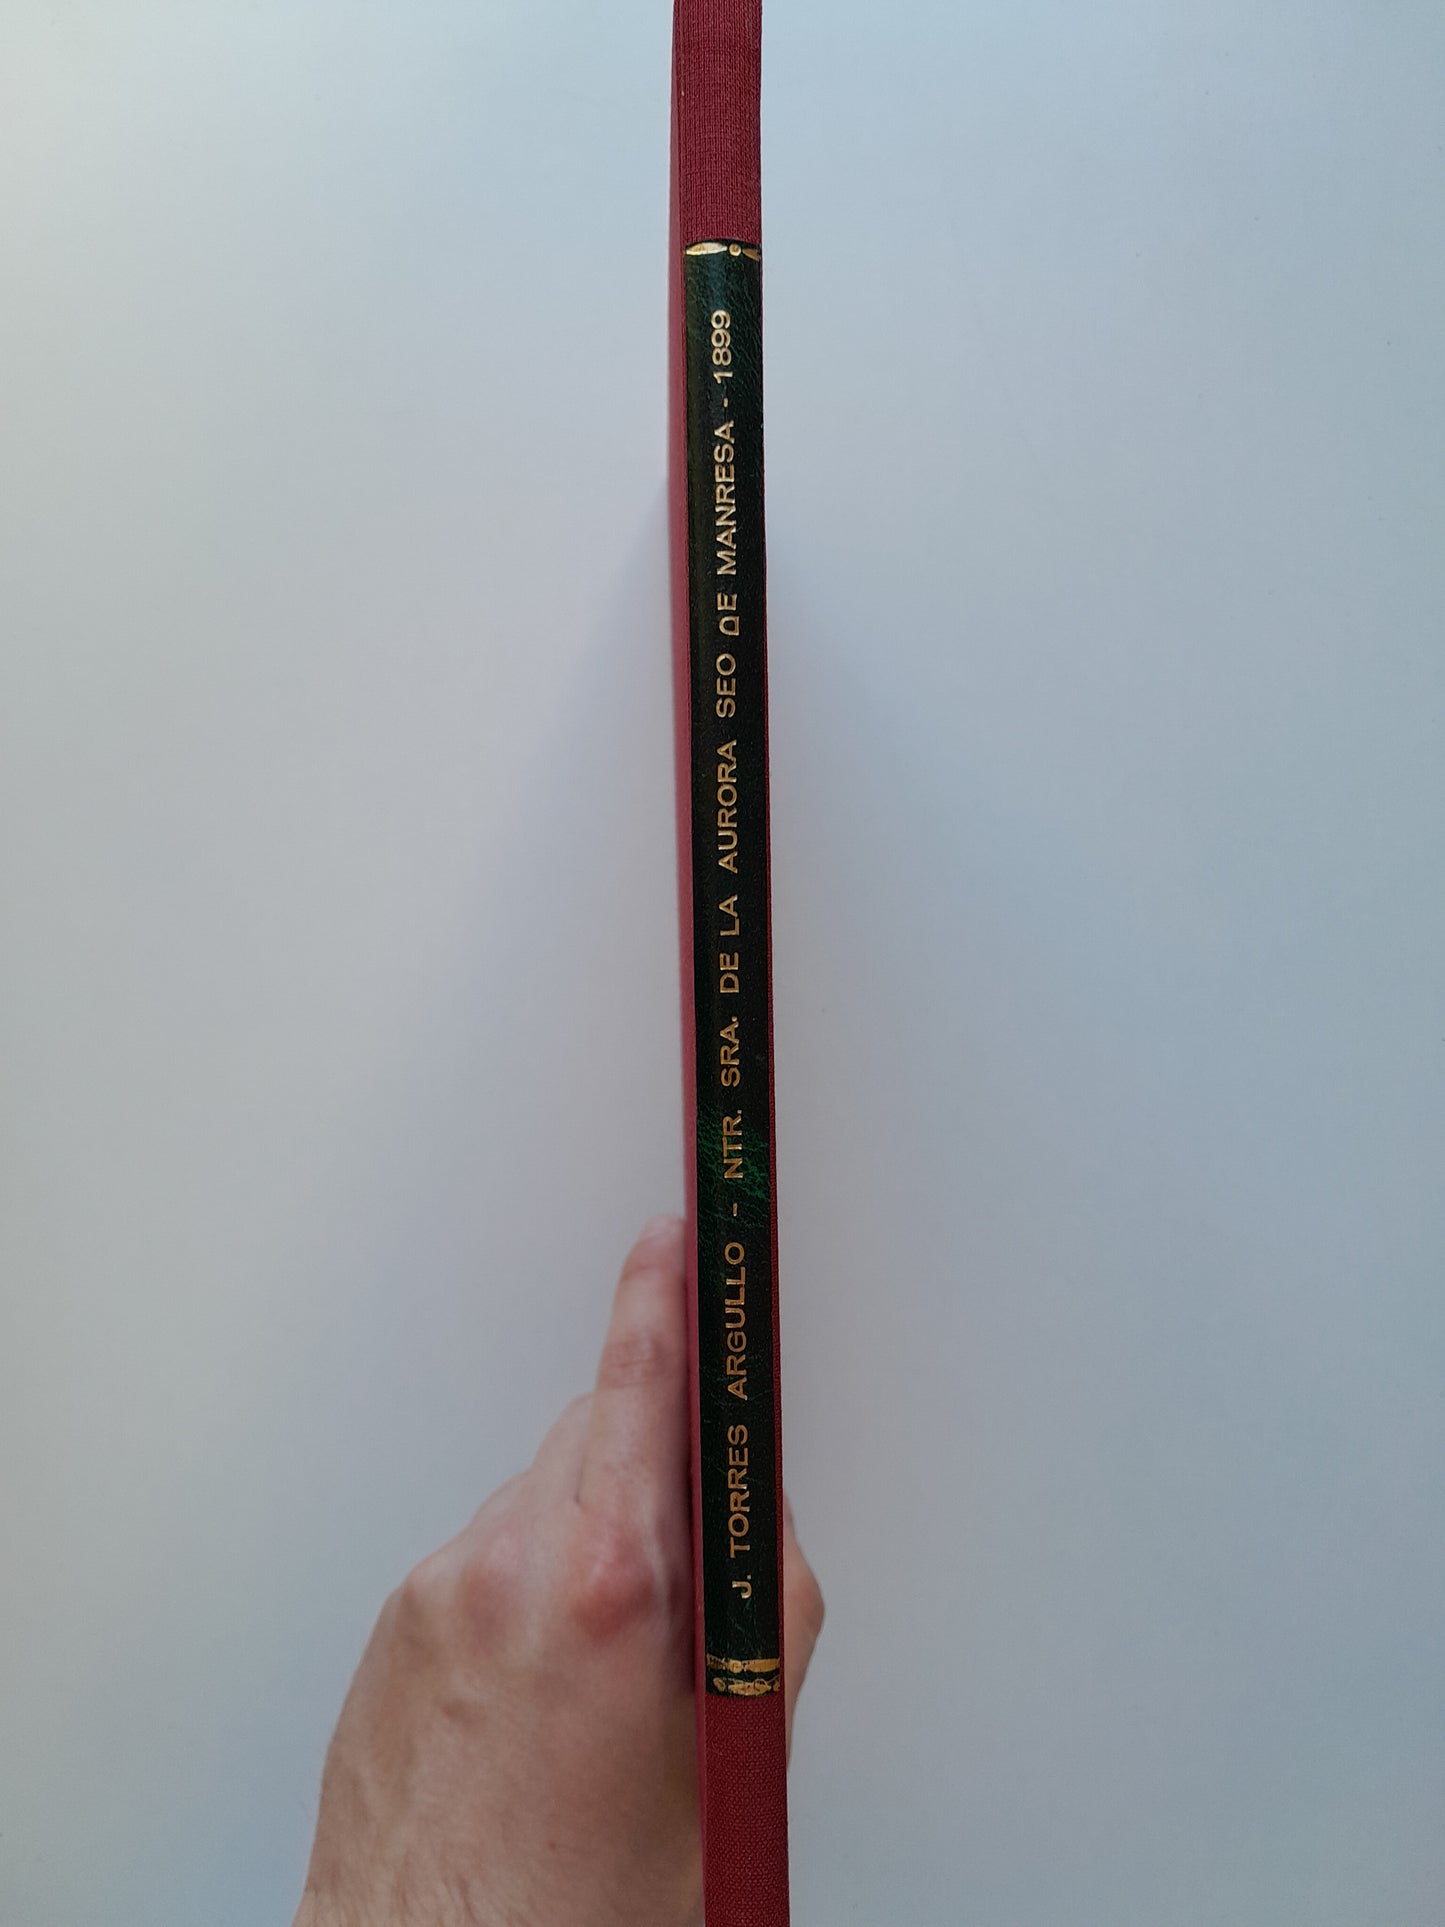 J. TORRES ARGULLO - NTR. SRA. DE LA AURORA SEO DE MANRESA - 1899